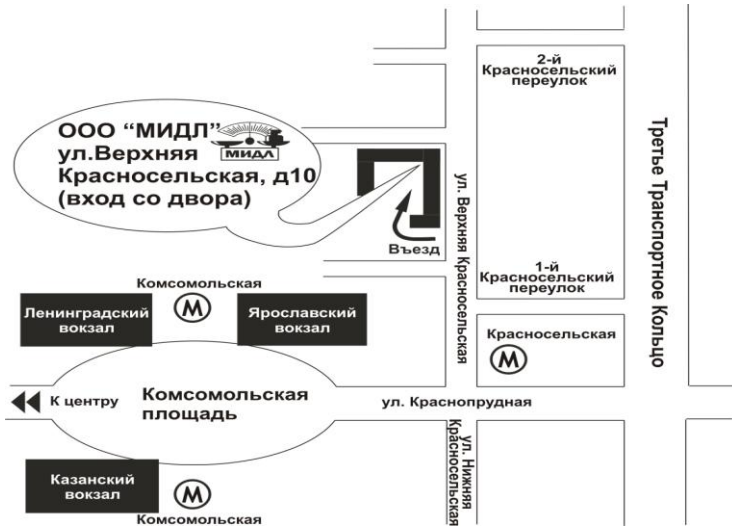 2-й
Красносельский
переулок
ООО “МИДЛ”
МИДЛ
ул.Верхняя
Красносельская, д10
(вход со двора)
Третье Транспортное Кольцо
ул. Верхняя Красносельская
Въезд
1-й
Красносельский
переулок
Комсомольская
М
Ленинградский
вокзал
Ярославский
вокзал
Красносельская
М
К центру
Комсомольская
площадь
ул. Краснопрудная
ул. Нижняя
Красносельская
Казанский
вокзал
М
Комсомольская